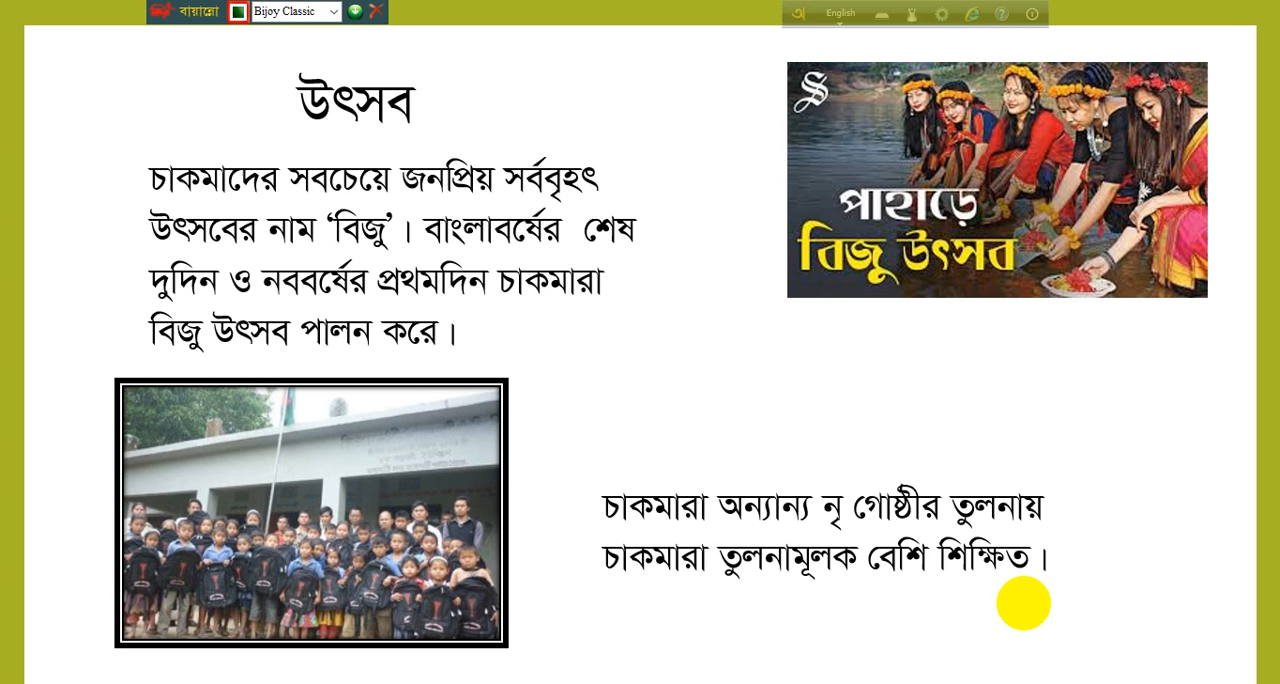 বায়ান্নো
Bijoy Classic
অ
English
উৎসব
চাকমাদের সবচেয়ে জনপ্রিয় সর্ববৃহৎ
উৎসবের নাম ‘বিজু’। বাংলাবর্ষের শেষ
দুদিন ও নববর্ষের প্রথমদিন চাকমারা
বিজু উৎসব পালন করে।
S
পাহাড়ে
বিজু উৎসব
চাকমারা অন্যান্য নৃ গোষ্ঠীর তুলনায়
চাকমারা তুলনামূলক বেশি শিক্ষিত।